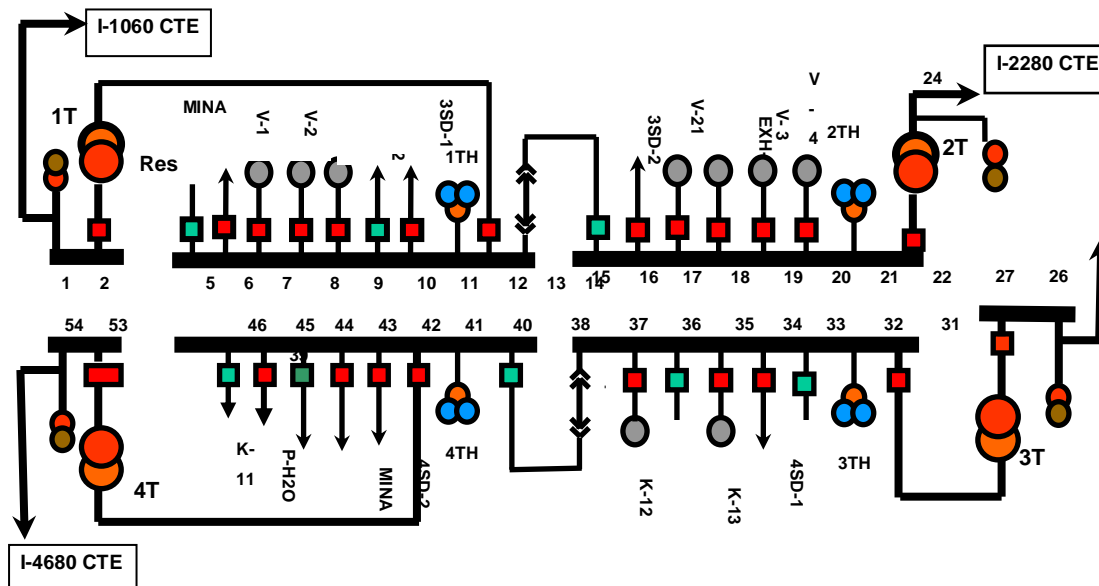 I-1060 CTE
I-2280 CTE
24
V
-
4
MINA
V-1
V-2
3SD-1
3SD-2
V-21
V- 3
EXH-
1T
Res
1TH
2TH
2T
1 2 5 6 7 8 9 10 11 12 13 14 15 16 17 18 19 20 21 22 27 26
54 53 46 45 44 43 42 41 40 38 37 36 35 34 33 32 31
39
K-
11
P-H2O
MINA
4SD-2
4TH
K-12
K-13
4SD-1
3TH
3T
4T
I-4680 CTE